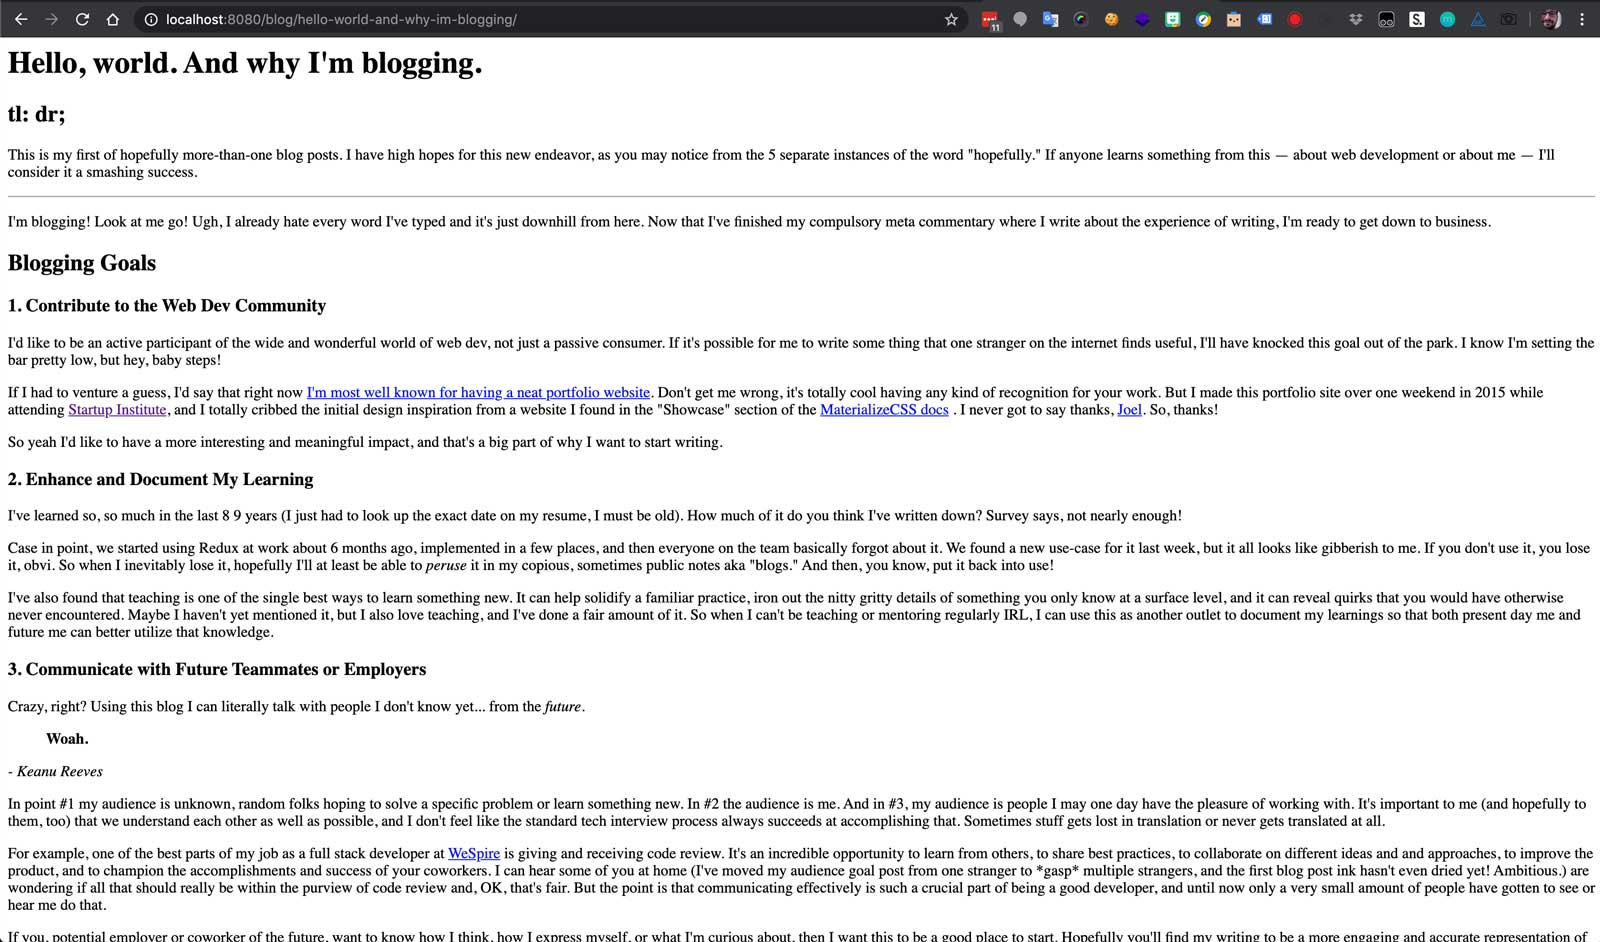 localhost:8080/blog/hello-world-and-why-im-blogging/
11
S.
Hello, world. And why I'm blogging.
tl: dr;
This is my first of hopefully more-than-one blog posts. I have high hopes for this new endeavor, as you may notice from the 5 separate instances of the word "hopefully." If anyone learns something from this — about web development or about me — I'll
consider it a smashing success.
I'm blogging! Look at me go! Ugh, I already hate every word I've typed and it's just downhill from here. Now that I've finished my compulsory meta commentary where I write about the experience of writing, I'm ready to get down to business.
Blogging Goals
1. Contribute to the Web Dev Community
I'd like to be an active participant of the wide and wonderful world of web dev, not just a passive consumer. If it's possible for me to write some thing that one stranger on the internet finds useful, I'll have knocked this goal out of the park. I know I'm setting the
bar pretty low, but hey, baby steps!
If I had to venture a guess, I'd say that right now I'm most well known for having a neat portfolio website. Don't get me wrong, it's totally cool having any kind of recognition for your work. But I made this portfolio site over one weekend in 2015 while
attending Startup Institute, and I totally cribbed the initial design inspiration from a website I found in the "Showcase" section of the MaterializeCSS docs . I never got to say thanks, Joel. So, thanks!
So yeah I'd like to have a more interesting and meaningful impact, and that's a big part of why I want to start writing.
2. Enhance and Document My Learning
I've learned so, so much in the last 8 9 years (I just had to look up the exact date on my resume, I must be old). How much of it do you think I've written down? Survey says, not nearly enough!
Case in point, we started using Redux at work about 6 months ago, implemented in a few places, and then everyone on the team basically forgot about it. We found a new use-case for it last week, but it all looks like gibberish to me. If you don't use it, you lose
it, obvi. So when I inevitably lose it, hopefully I'll at least be able to peruse it in my copious, sometimes public notes aka "blogs." And then, you know, put it back into use!
I've also found that teaching is one of the single best ways to learn something new. It can help solidify a familiar practice, iron out the nitty gritty details of something you only know at a surface level, and it can reveal quirks that you would have otherwise
never encountered. Maybe I haven't yet mentioned it, but I also love teaching, and I've done a fair amount of it. So when I can't be teaching or mentoring regularly IRL, I can use this as another outlet to document my learnings so that both present day me and
future me can better utilize that knowledge.
3. Communicate with Future Teammates or Employers
Crazy, right? Using this blog I can literally talk with people I don't know yet... from the future.
Woah.
- Keanu Reeves
In point #1 my audience is unknown, random folks hoping to solve a specific problem or learn something new. In #2 the audience is me. And in #3, my audience is people I may one day have the pleasure of working with. It's important to me (and hopefully to
them, too) that we understand each other as well as possible, and I don't feel like the standard tech interview process always succeeds at accomplishing that. Sometimes stuff gets lost in translation or never gets translated at all.
For example, one of the best parts of my job as a full stack developer at WeSpire is giving and receiving code review. It's an incredible opportunity to learn from others, to share best practices, to collaborate on different ideas and and approaches, to improve the
product, and to champion the accomplishments and success of your coworkers. I can hear some of you at home (I've moved my audience goal post from one stranger to *gasp* multiple strangers, and the first blog post ink hasn't even dried yet! Ambitious.) are
wondering if all that should really be within the purview of code review and, OK, that's fair. But the point is that communicating effectively is such a crucial part of being a good developer, and until now only a very small amount of people have gotten to see or
hear me do that.
If you, potential employer or coworker of the future, want to know how I think, how I express myself, or what I'm curious about, then I want this to be a good place to start. Hopefully you'll find my writing to be a more engaging and accurate representation of